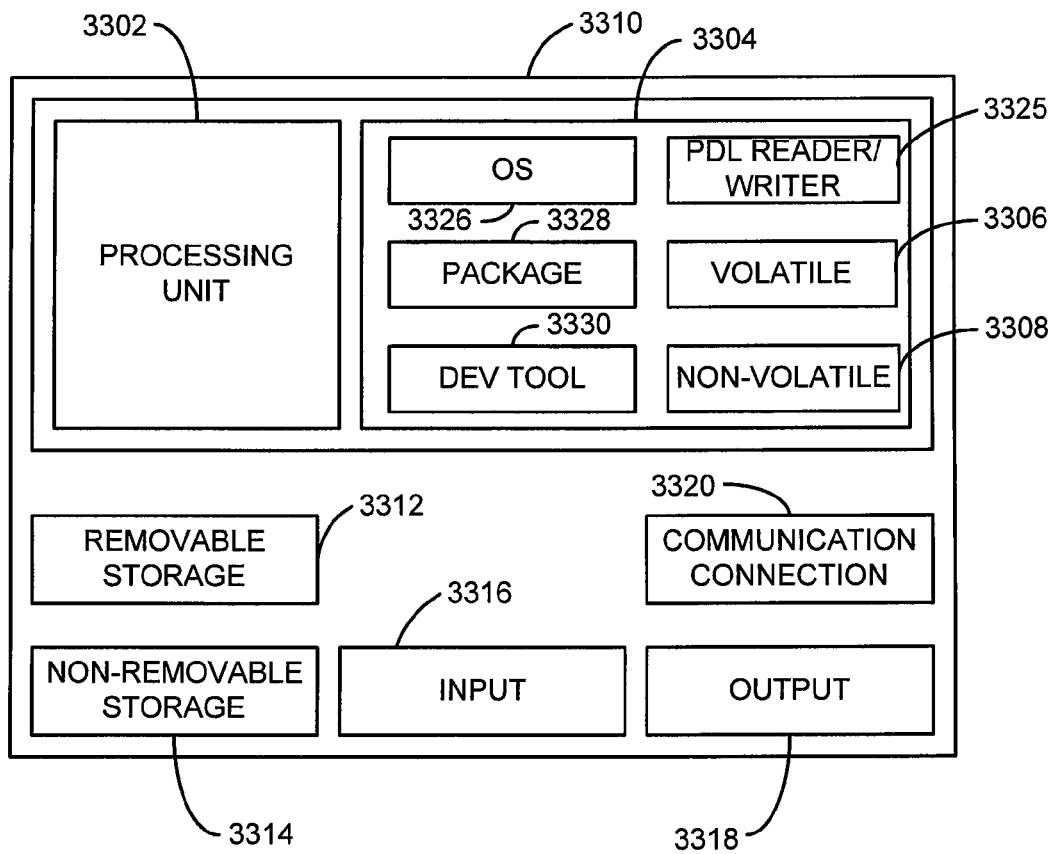 3302
3310
3304
3325
OS
PDL READER/
WRITER
3326
3328
3306
PROCESSING
UNIT
PACKAGE
VOLATILE
3330
3308
DEV TOOL
NON-VOLATILE
3312
3320
REMOVABLE
STORAGE
COMMUNICATION
CONNECTION
3316
NON-REMOVABLE
STORAGE
INPUT
OUTPUT
3314
3318